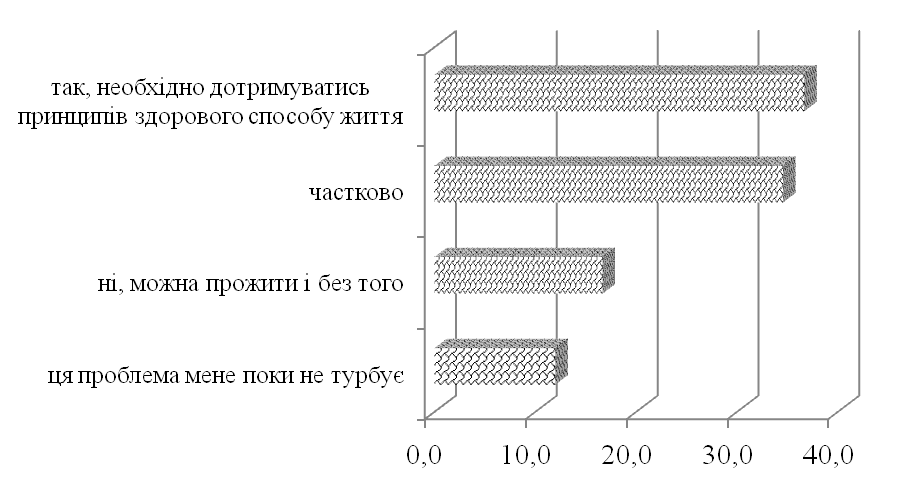 так, необхідно дотримуватись
принципів здорового способу життя
частково
ні, можна прожити і без того
ця проблема мене поки не турбує
0,0 10,0 20,0 30,0 40,0